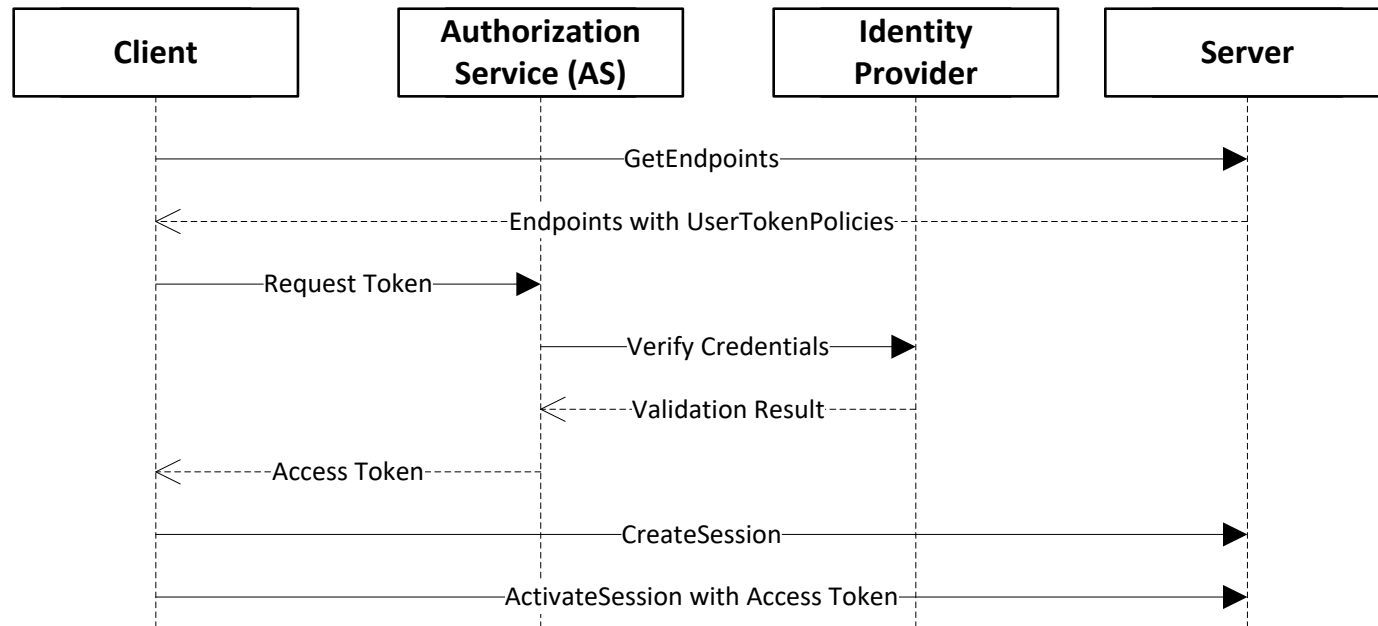 Client
Authorization
Service (AS)
Identity
Provider
Server
GetEndpoints
Endpoints with UserTokenPolicies
Request Token
Verify Credentials
Validation Result
Access Token
CreateSession
ActivateSession with Access Token